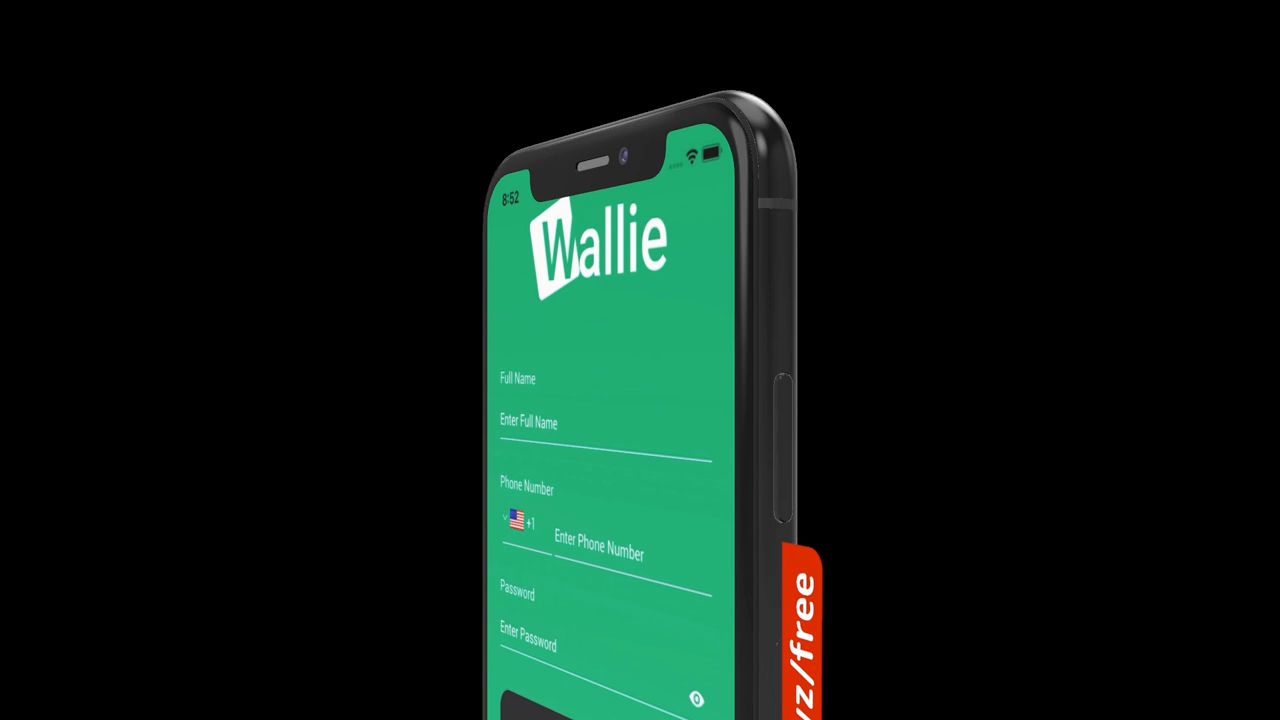 8:52
Wallie
Full Name
Enter Full Name
Phone Number
+1
Enter Phone Number
Password
Enter Password
/free